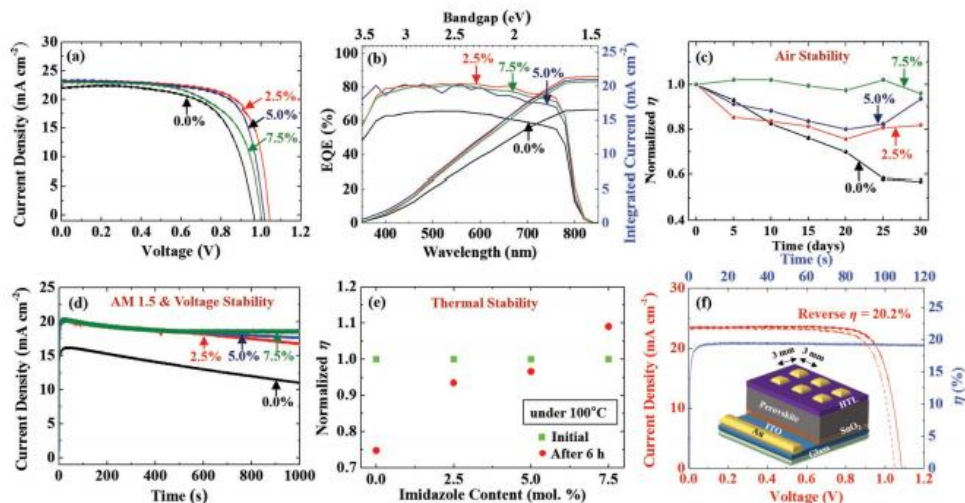 (a)
Current Density (mA cm-2)
30
25
20
15
10
5
0
0.0%
2.5%
5.0%
7.5%
0.0 0.2 0.4 0.6 0.8 1.0 1.2
Voltage (V)
Bandgap (eV)
3.5 3 2.5 2 1.5
(b)
EQE (%)
100
80
60
40
20
0
2.5%
7.5%
5.0%
0.0%
25
20
15
10
5
0
Integrated Current (mA cm-2)
400 500 600 700 800
Wavelength (nm)
(c) Air Stability
Normalized η
1.4
1.2
1.0
0.8
0.6
0.4
7.5%
5.0%
2.5%
0.0%
0 5 10 15 20 25 30
Time (days)
(d) AM 1.5 & Voltage Stability
Current Density (mA cm-2)
25
20
15
10
5
0
2.5% 5.0% 7.5%
0.0%
0 200 400 600 800 1000
Time (s)
(e) Thermal Stability
Normalized η
1.2
1.1
1.0
0.9
0.8
0.7
under 100°C
Initial
After 6 h
0.0 2.5 5.0 7.5
Imidazole Content (mol. %)
Time (s)
0 20 40 60 80 100 120
(f)
Reverse η = 20.2%
Current Density (mA cm-2)
30
20
10
0
3 mm 3 mm
HTL
Perovskite
SnO2
ITO
Au
Glass
25
20
15
10
5
0
η (%)
0.0 0.2 0.4 0.6 0.8 1.0 1.2
Voltage (V)